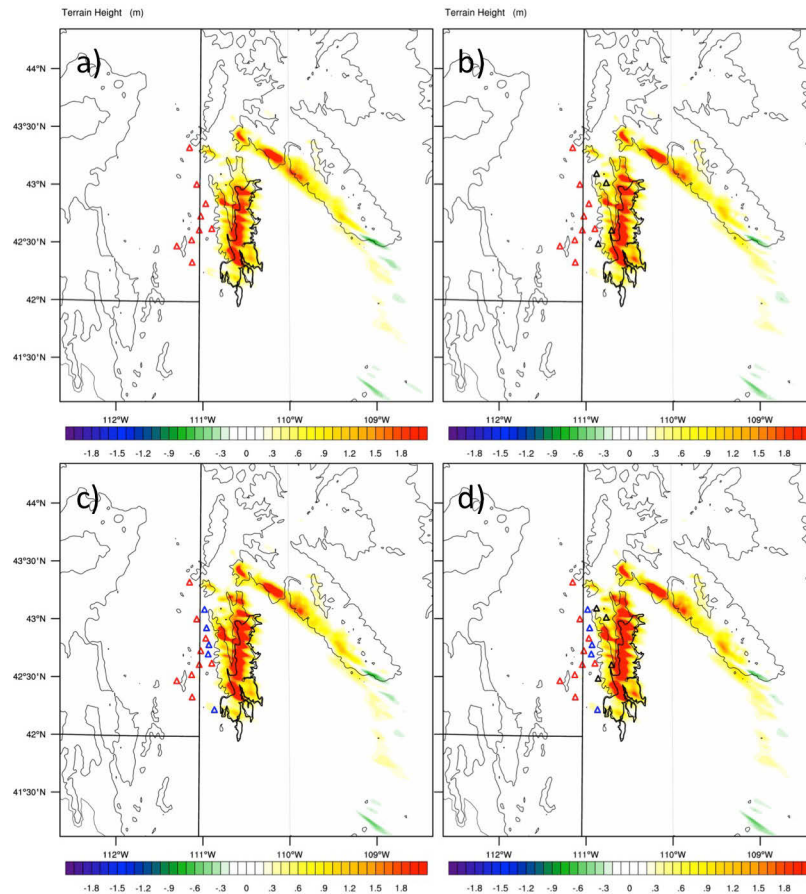 Terrain Height (m)
Terrain Height (m)
a)
b)
44°N
43°30'N
43°N
42°30'N
42°N
41°30'N
112°W 111°W 110°W 109°W
112°W 111°W 110°W 109°W
-1.8 -1.5 -1.2 -.9 -.6 -.3 0 .3 .6 .9 1.2 1.5 1.8
-1.8 -1.5 -1.2 -.9 -.6 -.3 0 .3 .6 .9 1.2 1.5 1.8
c)
d)
44°N
43°30'N
43°N
42°30'N
42°N
41°30'N
112°W 111°W 110°W 109°W
112°W 111°W 110°W 109°W
-1.8 -1.5 -1.2 -.9 -.6 -.3 0 .3 .6 .9 1.2 1.5 1.8
-1.8 -1.5 -1.2 -.9 -.6 -.3 0 .3 .6 .9 1.2 1.5 1.8